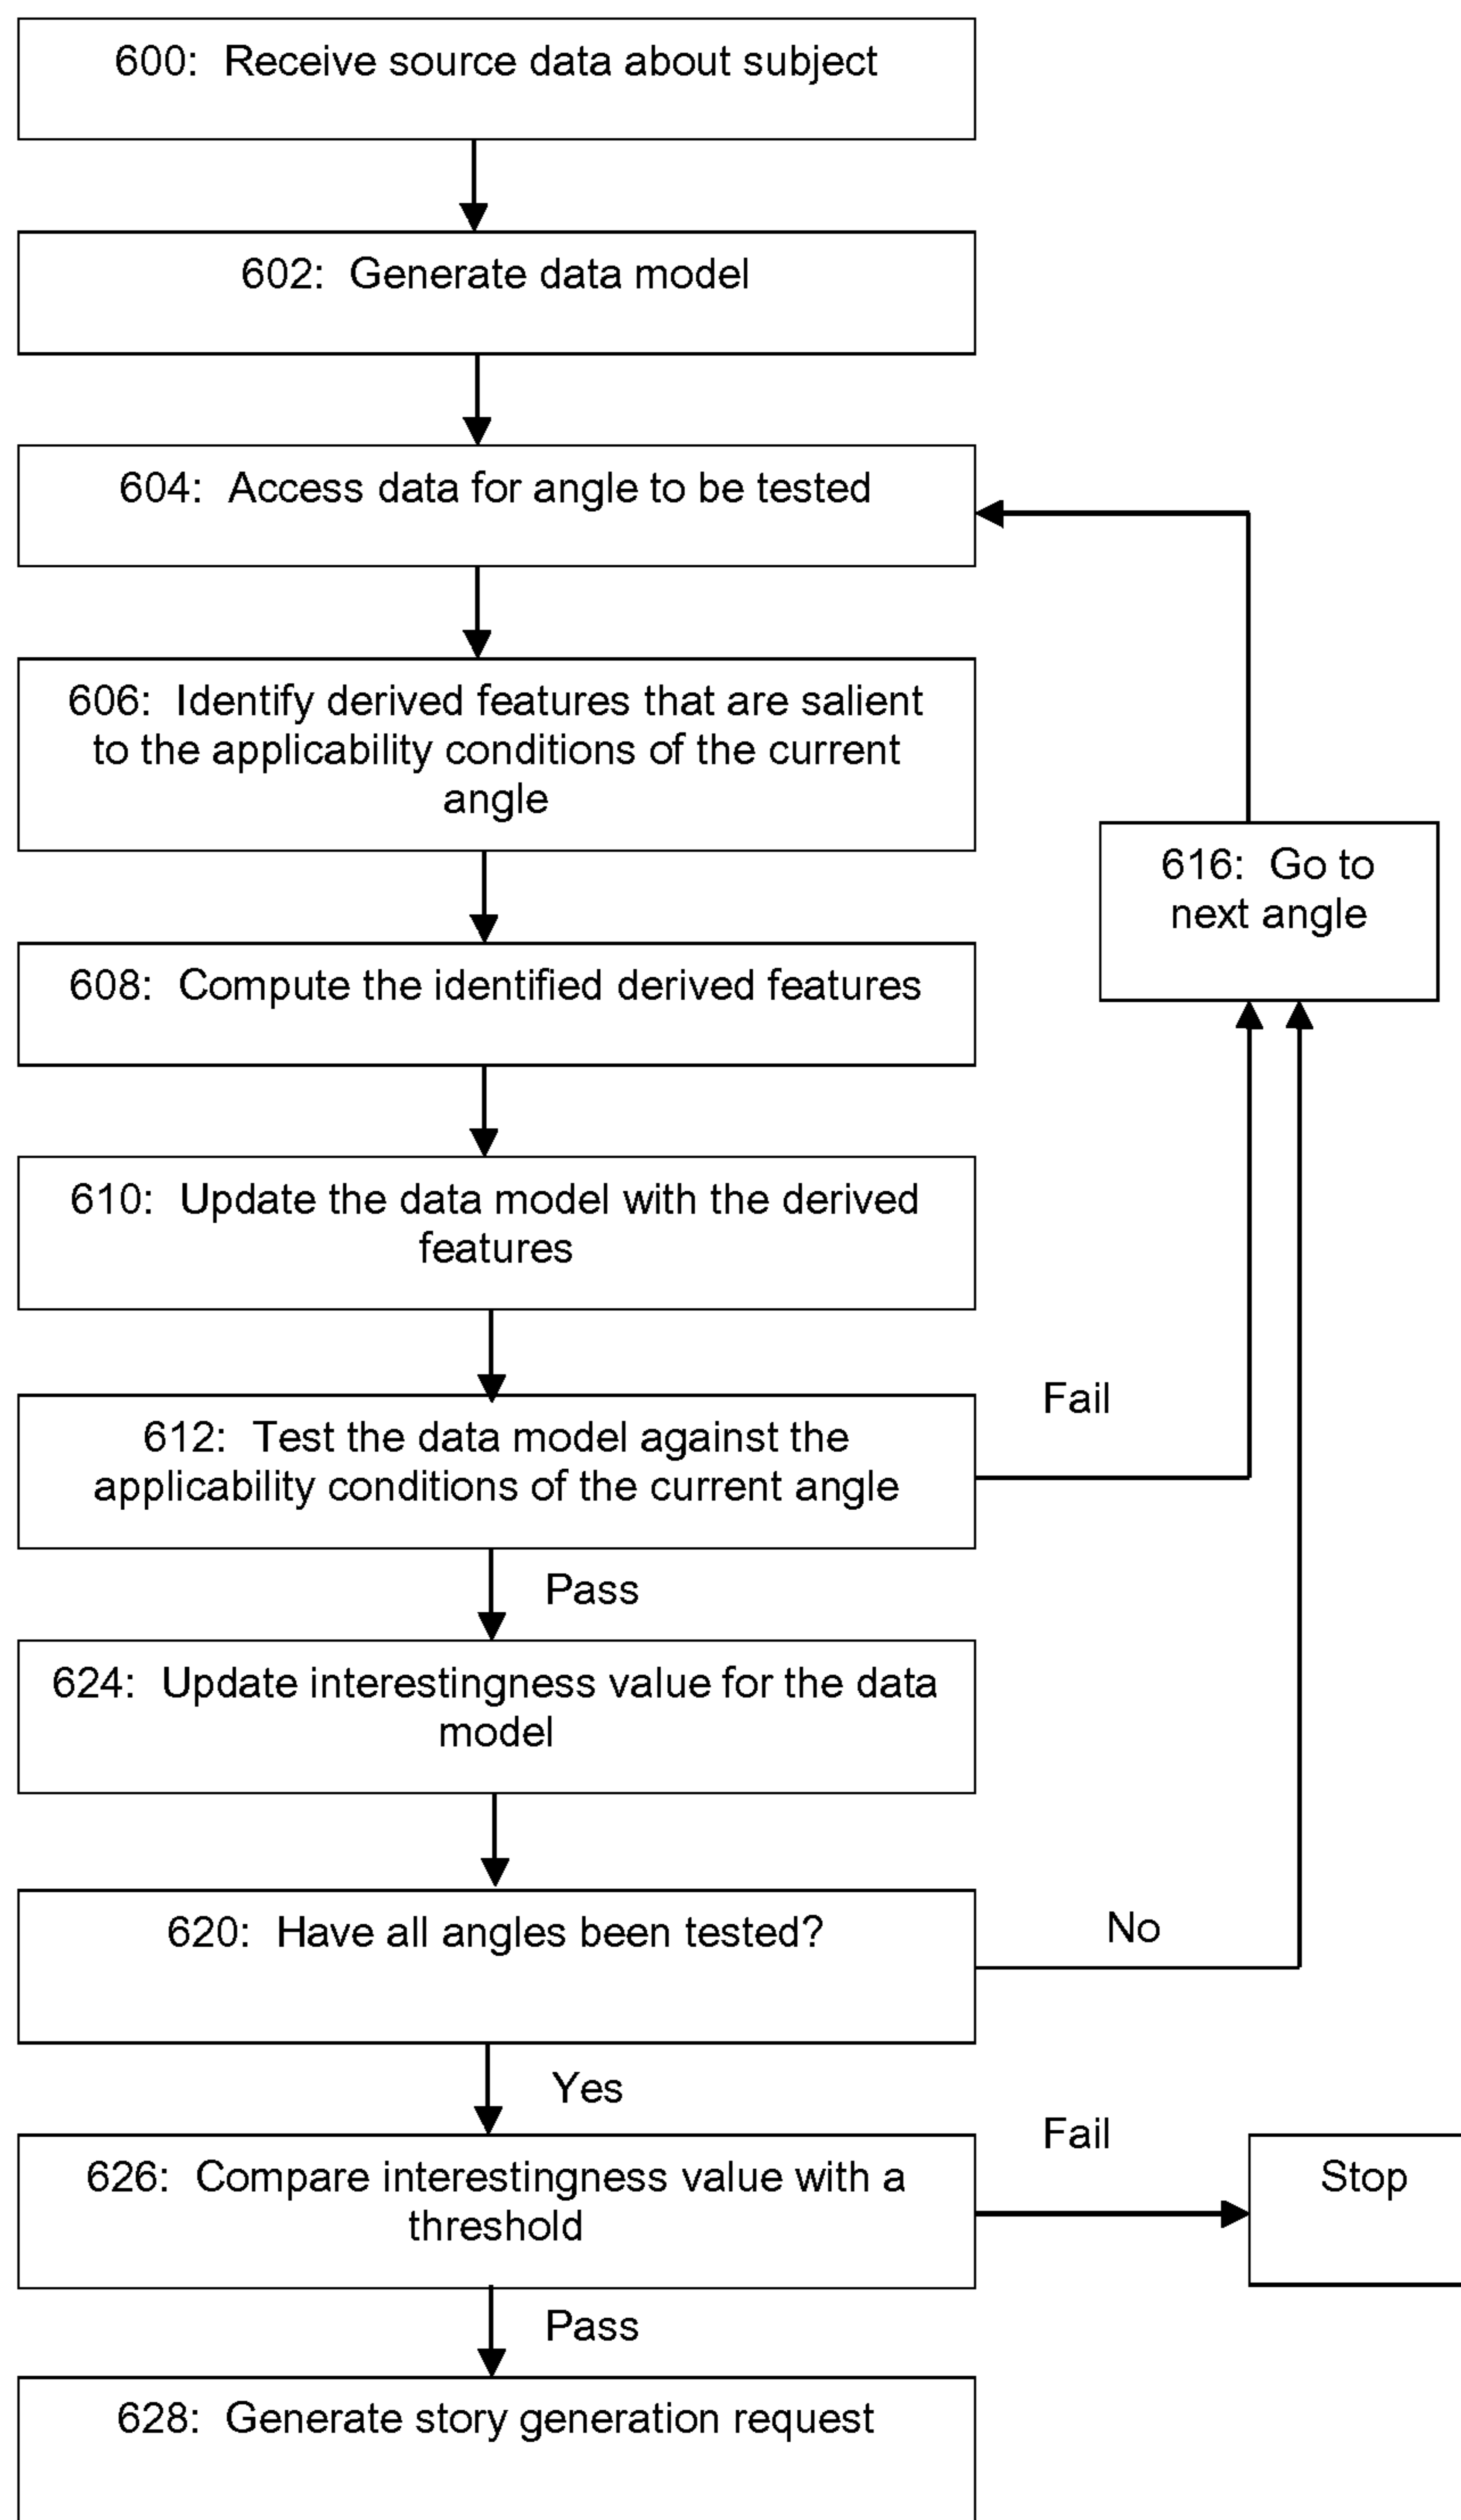 600: Receive source data about subject
602: Generate data model
604: Access data for angle to be tested
606: Identify derived features that are salient
to the applicability conditions of the current
angle
616: Go to
next angle
608: Compute the identified derived features
610: Update the data model with the derived
features
Fail
612: Test the data model against the
applicability conditions of the current angle
Pass
624: Update interestingness value for the data
model
620: Have all angles been tested?
No
Yes
Fail
626: Compare interestingness value with a
threshold
Stop
Pass
628: Generate story generation request